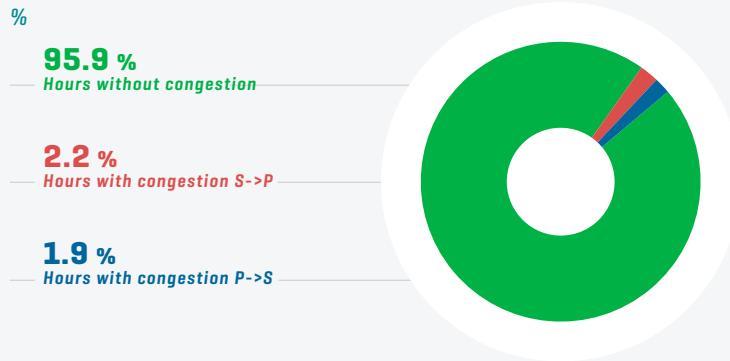 %
95.9 %
Hours without congestion
2.2 %
Hours with congestion S->P
1.9 %
Hours with congestion P->S